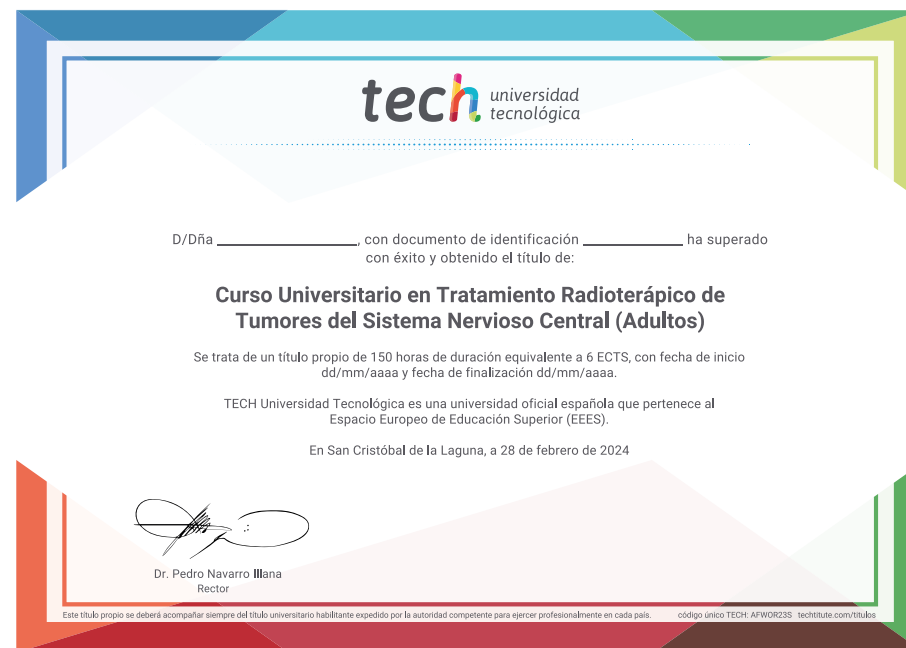 tech universidad
tecnológica
D/Dña ____________________, con documento de identificación ______________ ha superado
con éxito y obtenido el título de:
Curso Universitario en Tratamiento Radioterápico de
Tumores del Sistema Nervioso Central (Adultos)
Se trata de un título propio de 150 horas de duración equivalente a 6 ECTS, con fecha de inicio
dd/mm/aaaa y fecha de finalización dd/mm/aaaa.
TECH Universidad Tecnológica es una universidad oficial española que pertenece al
Espacio Europeo de Educación Superior (EEES).
En San Cristóbal de la Laguna, a 28 de febrero de 2024
Dr. Pedro Navarro Illana
Rector
Este título propio se deberá acompañar siempre del título universitario habilitante expedido por la autoridad competente para ejercer profesionalmente en cada país. código único TECH: AFWOR23S techtitute.com/titulos